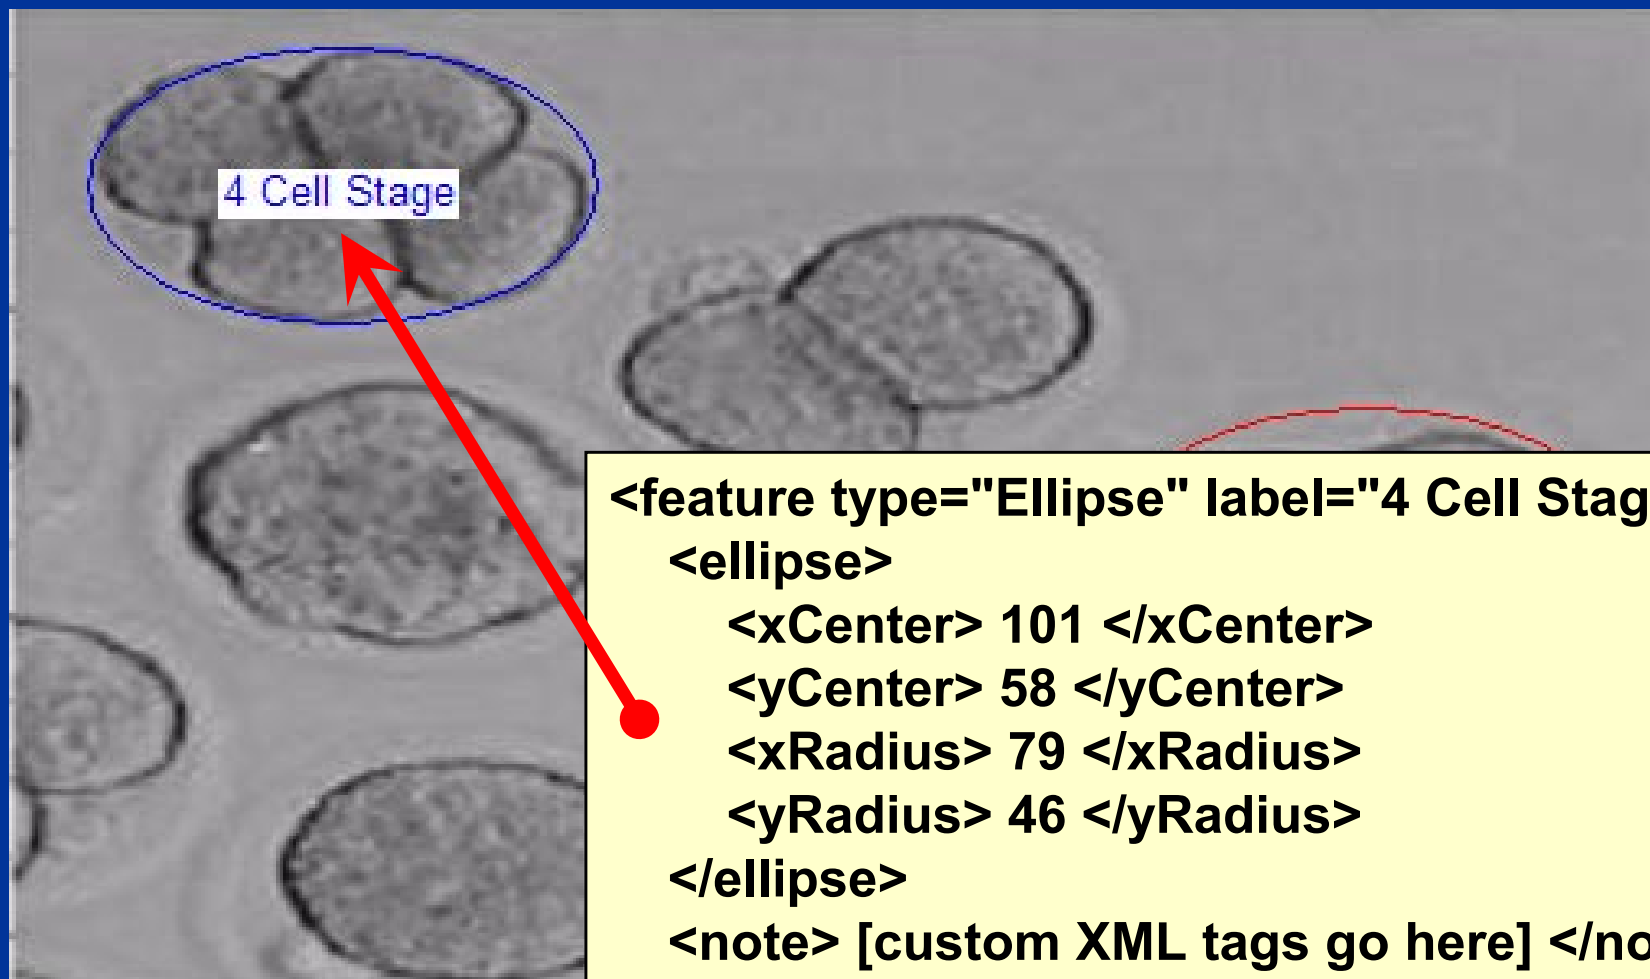 4 Cell Stage
<feature type="Ellipse" label="4 Cell Stag
<ellipse>
<xCenter> 101 </xCenter>
<yCenter> 58 </yCenter>
<xRadius> 79 </xRadius>
<yRadius> 46 </yRadius>
</ellipse>
<note> [custom XML tags go here] </no